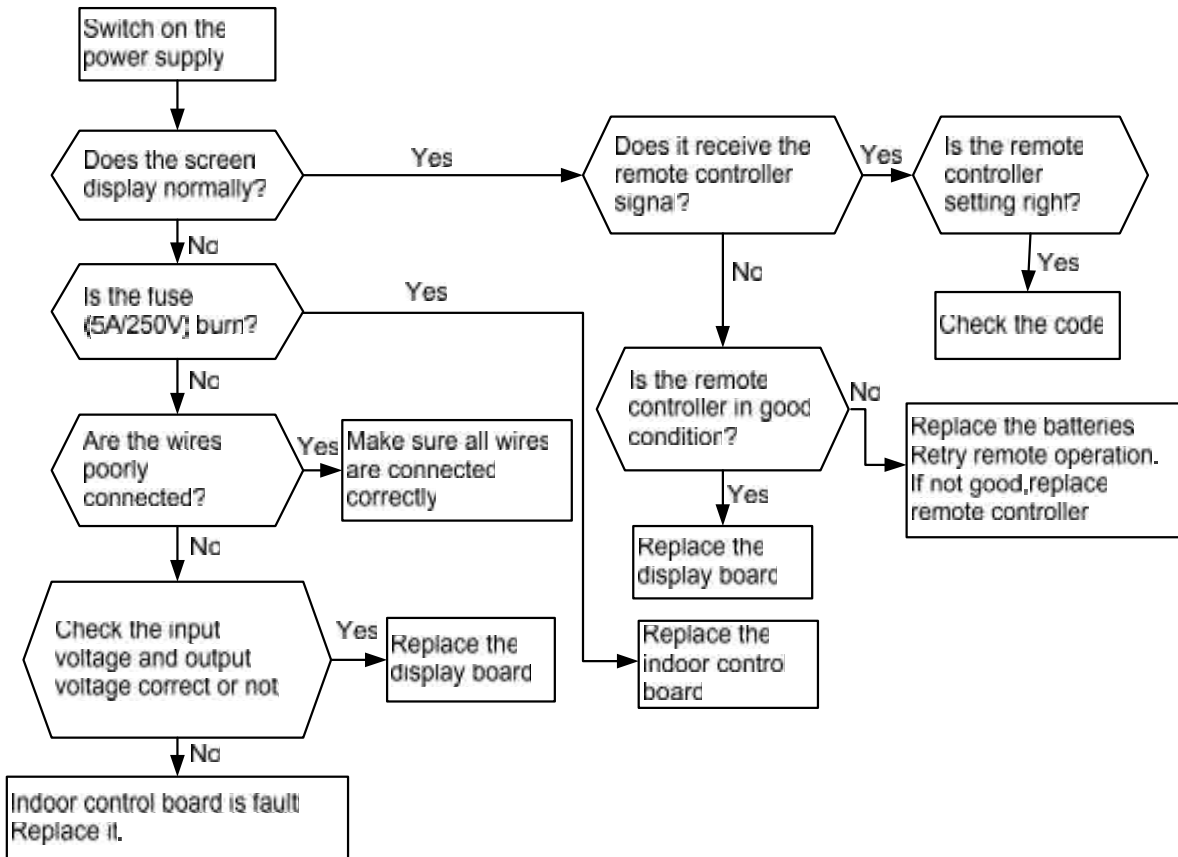 Switch on the
power supply
Does the screen
display normally?
Yes
Does it receive the
remote controller
signal?
Yes
Is the remote
controller
setting right?
No
Yes
No
Is the fuse
(5A/250V) burn?
Yes
Check the code
No
Is the remote
controller in good
condition?
No
Are the wires
poorly
connected?
Yes
Make sure all wires
are connected
correctly
Replace the batteries
Retry remote operation.
If not good,replace
remote controller
Yes
No
Replace the
display board
Check the input
voltage and output
voltage correct or not
Yes
Replace the
display board
Replace the
indoor control
board
No
Indoor control board is fault
Replace it.